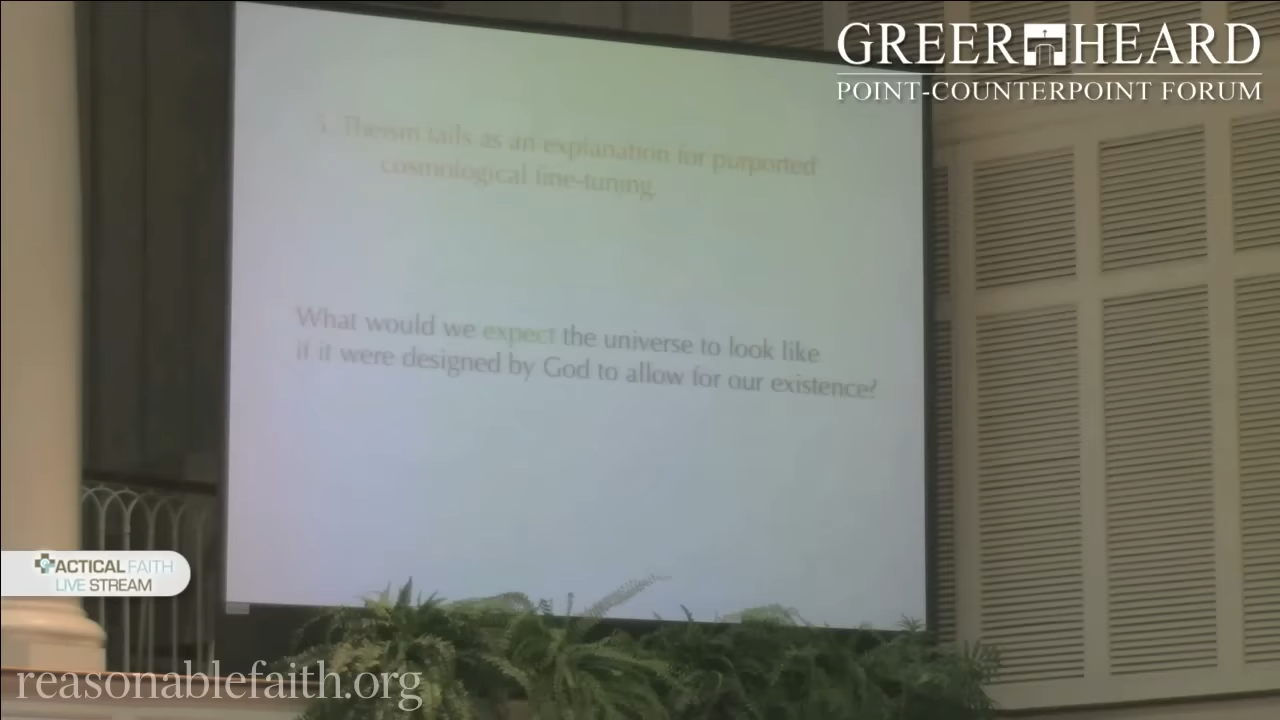 GREER HEARD
POINT-COUNTERPOINT FORUM
5. Theism fails as an explanation for purported
cosmological fine-tuning.
What would we expect the universe to look like
if it were designed by God to allow for our existence?
TACTICAL FAITH
LIVE STREAM
reasonablefaith.org